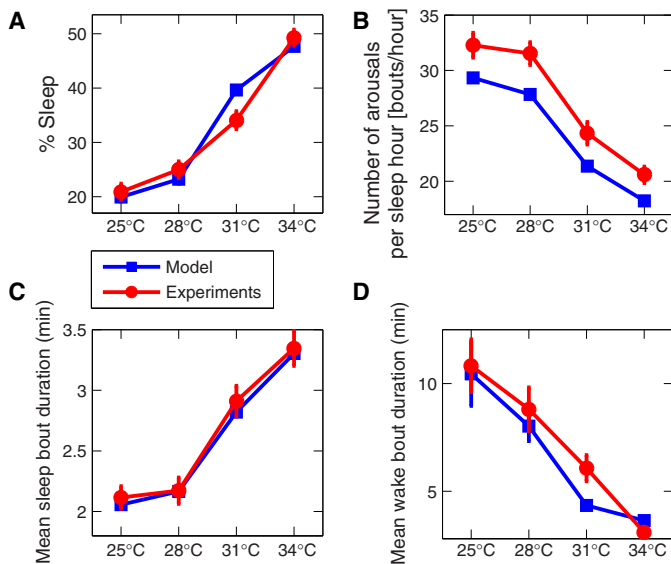 A
% Sleep
50
40
30
20
25°C 28°C 31°C 34°C
B
Number of arousals
per sleep hour [bouts/hour]
35
30
25
20
25°C 28°C 31°C 34°C
Model
Experiments
C
Mean sleep bout duration (min)
3.5
3
2.5
2
25°C 28°C 31°C 34°C
D
Mean wake bout duration (min)
10
5
25°C 28°C 31°C 34°C